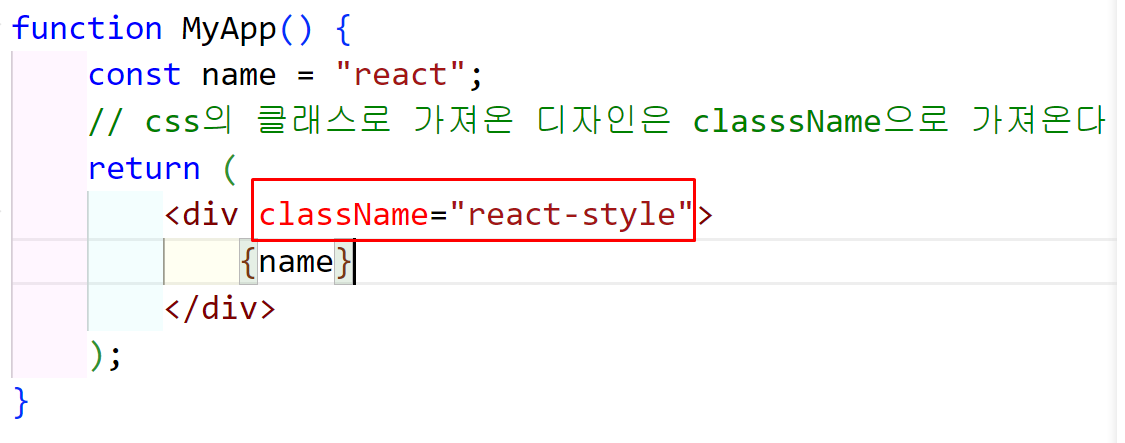 function MyApp() {
    const name = "react";
    // css의 클래스로 가져온 디자인은 classsName으로 가져온다
    return (
        <div className="react-style">
            {name}
        </div>
    );
}